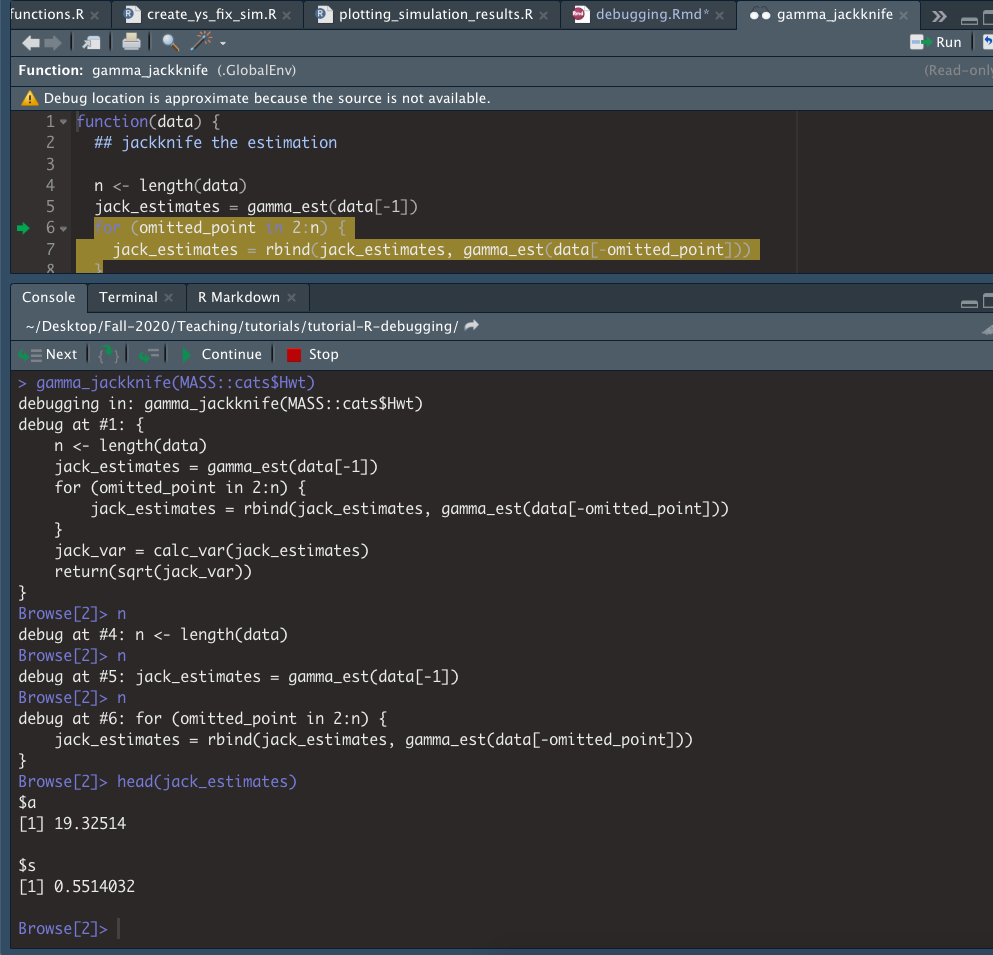 functions.R × create_ys_fix_sim.R × plotting_simulation_results.R × debugging.Rmd* × gamma_jackknife ×
Run
Function: gamma_jackknife (.GlobalEnv) (Read-only
Debug location is approximate because the source is not available.
1 function(data) {
2 ## jackknife the estimation
3
4 n <- length(data)
5 jack_estimates = gamma_est(data[-1])
6 for (omitted_point in 2:n) {
7 jack_estimates = rbind(jack_estimates, gamma_est(data[-omitted_point]))
8 }
Console Terminal × R Markdown ×
~/Desktop/Fall-2020/Teaching/tutorials/tutorial-R-debugging/
Next {} Continue Stop
> gamma_jackknife(MASS::cats$Hwt)
debugging in: gamma_jackknife(MASS::cats$Hwt)
debug at #1: {
n <- length(data)
jack_estimates = gamma_est(data[-1])
for (omitted_point in 2:n) {
jack_estimates = rbind(jack_estimates, gamma_est(data[-omitted_point]))
}
jack_var = calc_var(jack_estimates)
return(sqrt(jack_var))
}
Browse[2]> n
debug at #4: n <- length(data)
Browse[2]> n
debug at #5: jack_estimates = gamma_est(data[-1])
Browse[2]> n
debug at #6: for (omitted_point in 2:n) {
jack_estimates = rbind(jack_estimates, gamma_est(data[-omitted_point]))
}
Browse[2]> head(jack_estimates)
$a
[1] 19.32514
$s
[1] 0.5514032
Browse[2]>